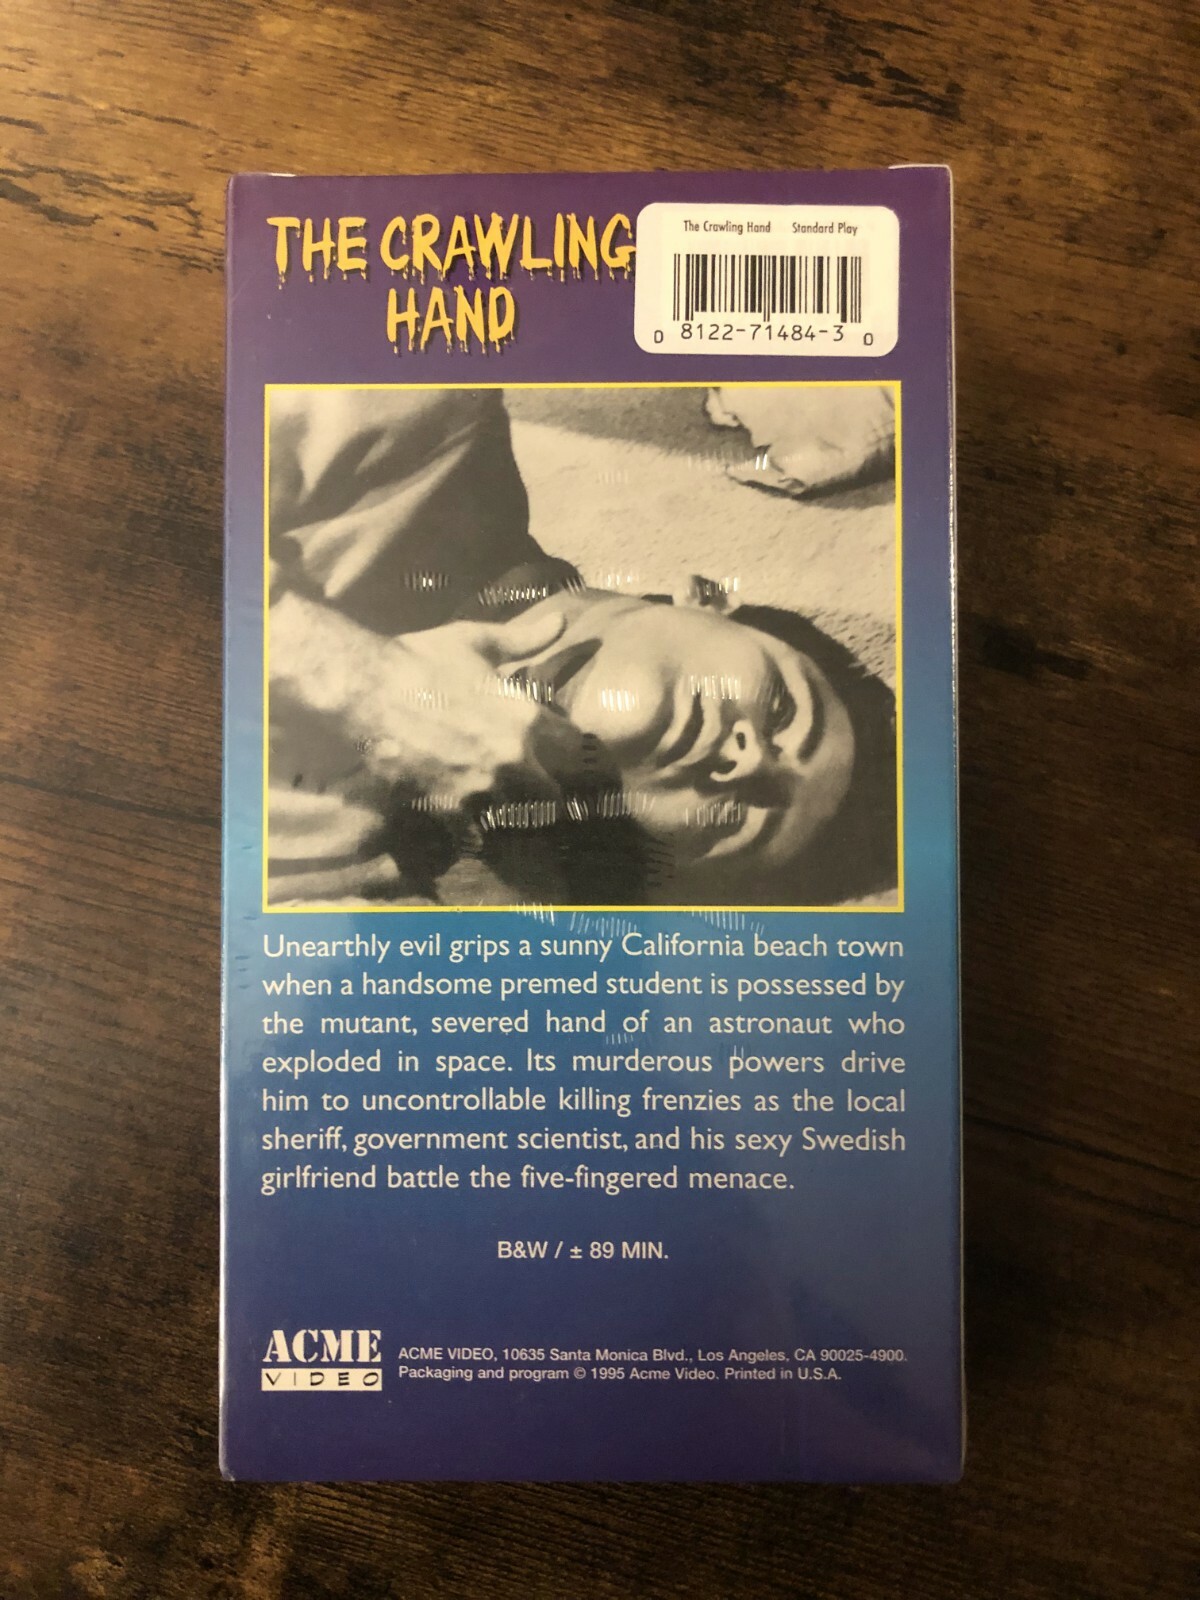 THE CRAWLING
HAND
The Crawling Hand Standard Play
0 8122-71484-3 0
Unearthly evil grips a sunny California beach town
when a handsome premed student is possessed by
the mutant, severed hand of an astronaut who
exploded in space. Its murderous powers drive
him to uncontrollable killing frenzies as the local
sheriff, government scientist, and his sexy Swedish
girlfriend battle the five-fingered menace.
B&W / ± 89 MIN.
ACME
VIDEO
ACME VIDEO, 10635 Santa Monica Blvd., Los Angeles, CA 90025-4900.
Packaging and program © 1995 Acme Video. Printed in U.S.A.